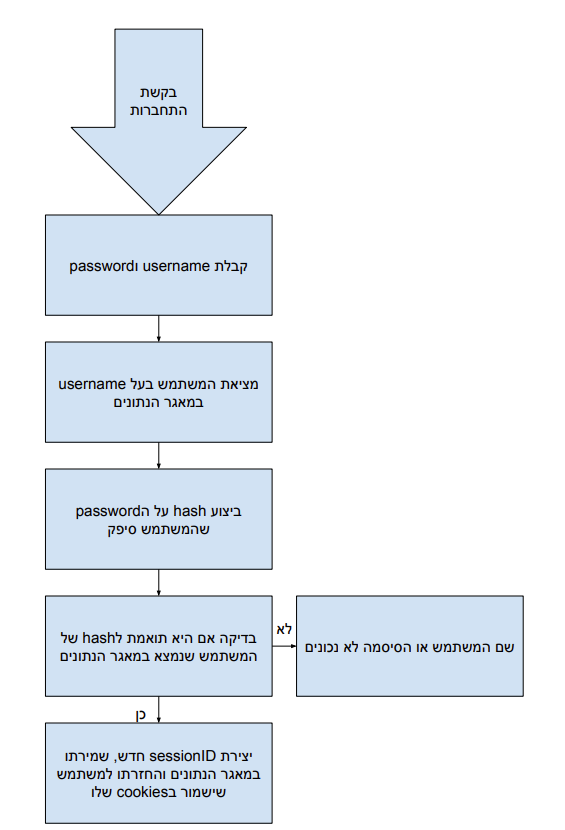 בקשת
התחברות
קבלת username וpassword
מציאת המשתמש בעל username
במאגר הנתונים
ביצוע hash על הpassword
שהמשתמש סיפק
בדיקה אם היא תואמת לhash של
המשתמש שנמצא במאגר הנתונים
לא
שם המשתמש או הסיסמה לא נכונים
כן
יצירת sessionID חדש, שמירתו
במאגר הנתונים והחזרתו למשתמש
שישמור בcookies שלו